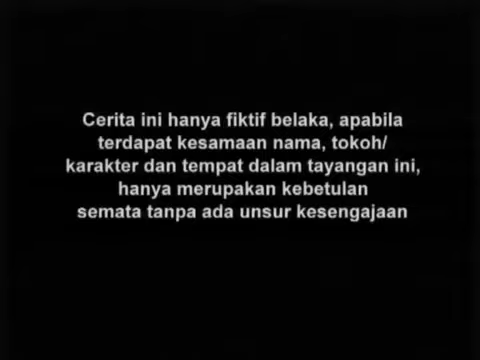 Cerita ini hanya fiktif belaka, apabila
terdapat kesamaan nama, tokoh/
karakter dan tempat dalam tayangan ini,
hanya merupakan kebetulan
semata tanpa ada unsur kesengajaan